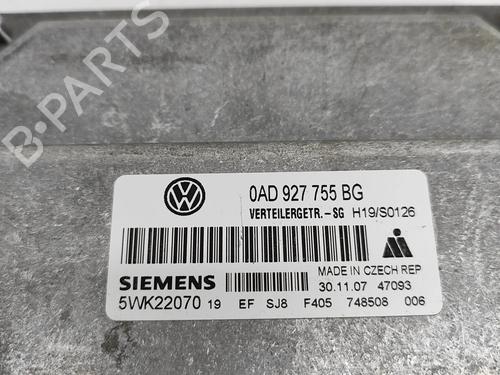 B-PARTS
0AD 927 755 BG
VERTEILERGETR.-SG H19/S0126
MADE IN CZECH REP
SIEMENS 30.11.07 47093
5WK22070 19 EF SJ8 F405 748508 006